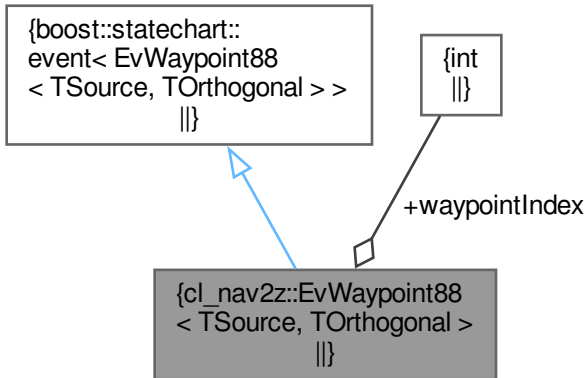 {boost::statechart::
event< EvWaypoint88
< TSource, TOrthogonal > >
||}
{int
||}
+waypointIndex
{cl_nav2z::EvWaypoint88
< TSource, TOrthogonal >
||}